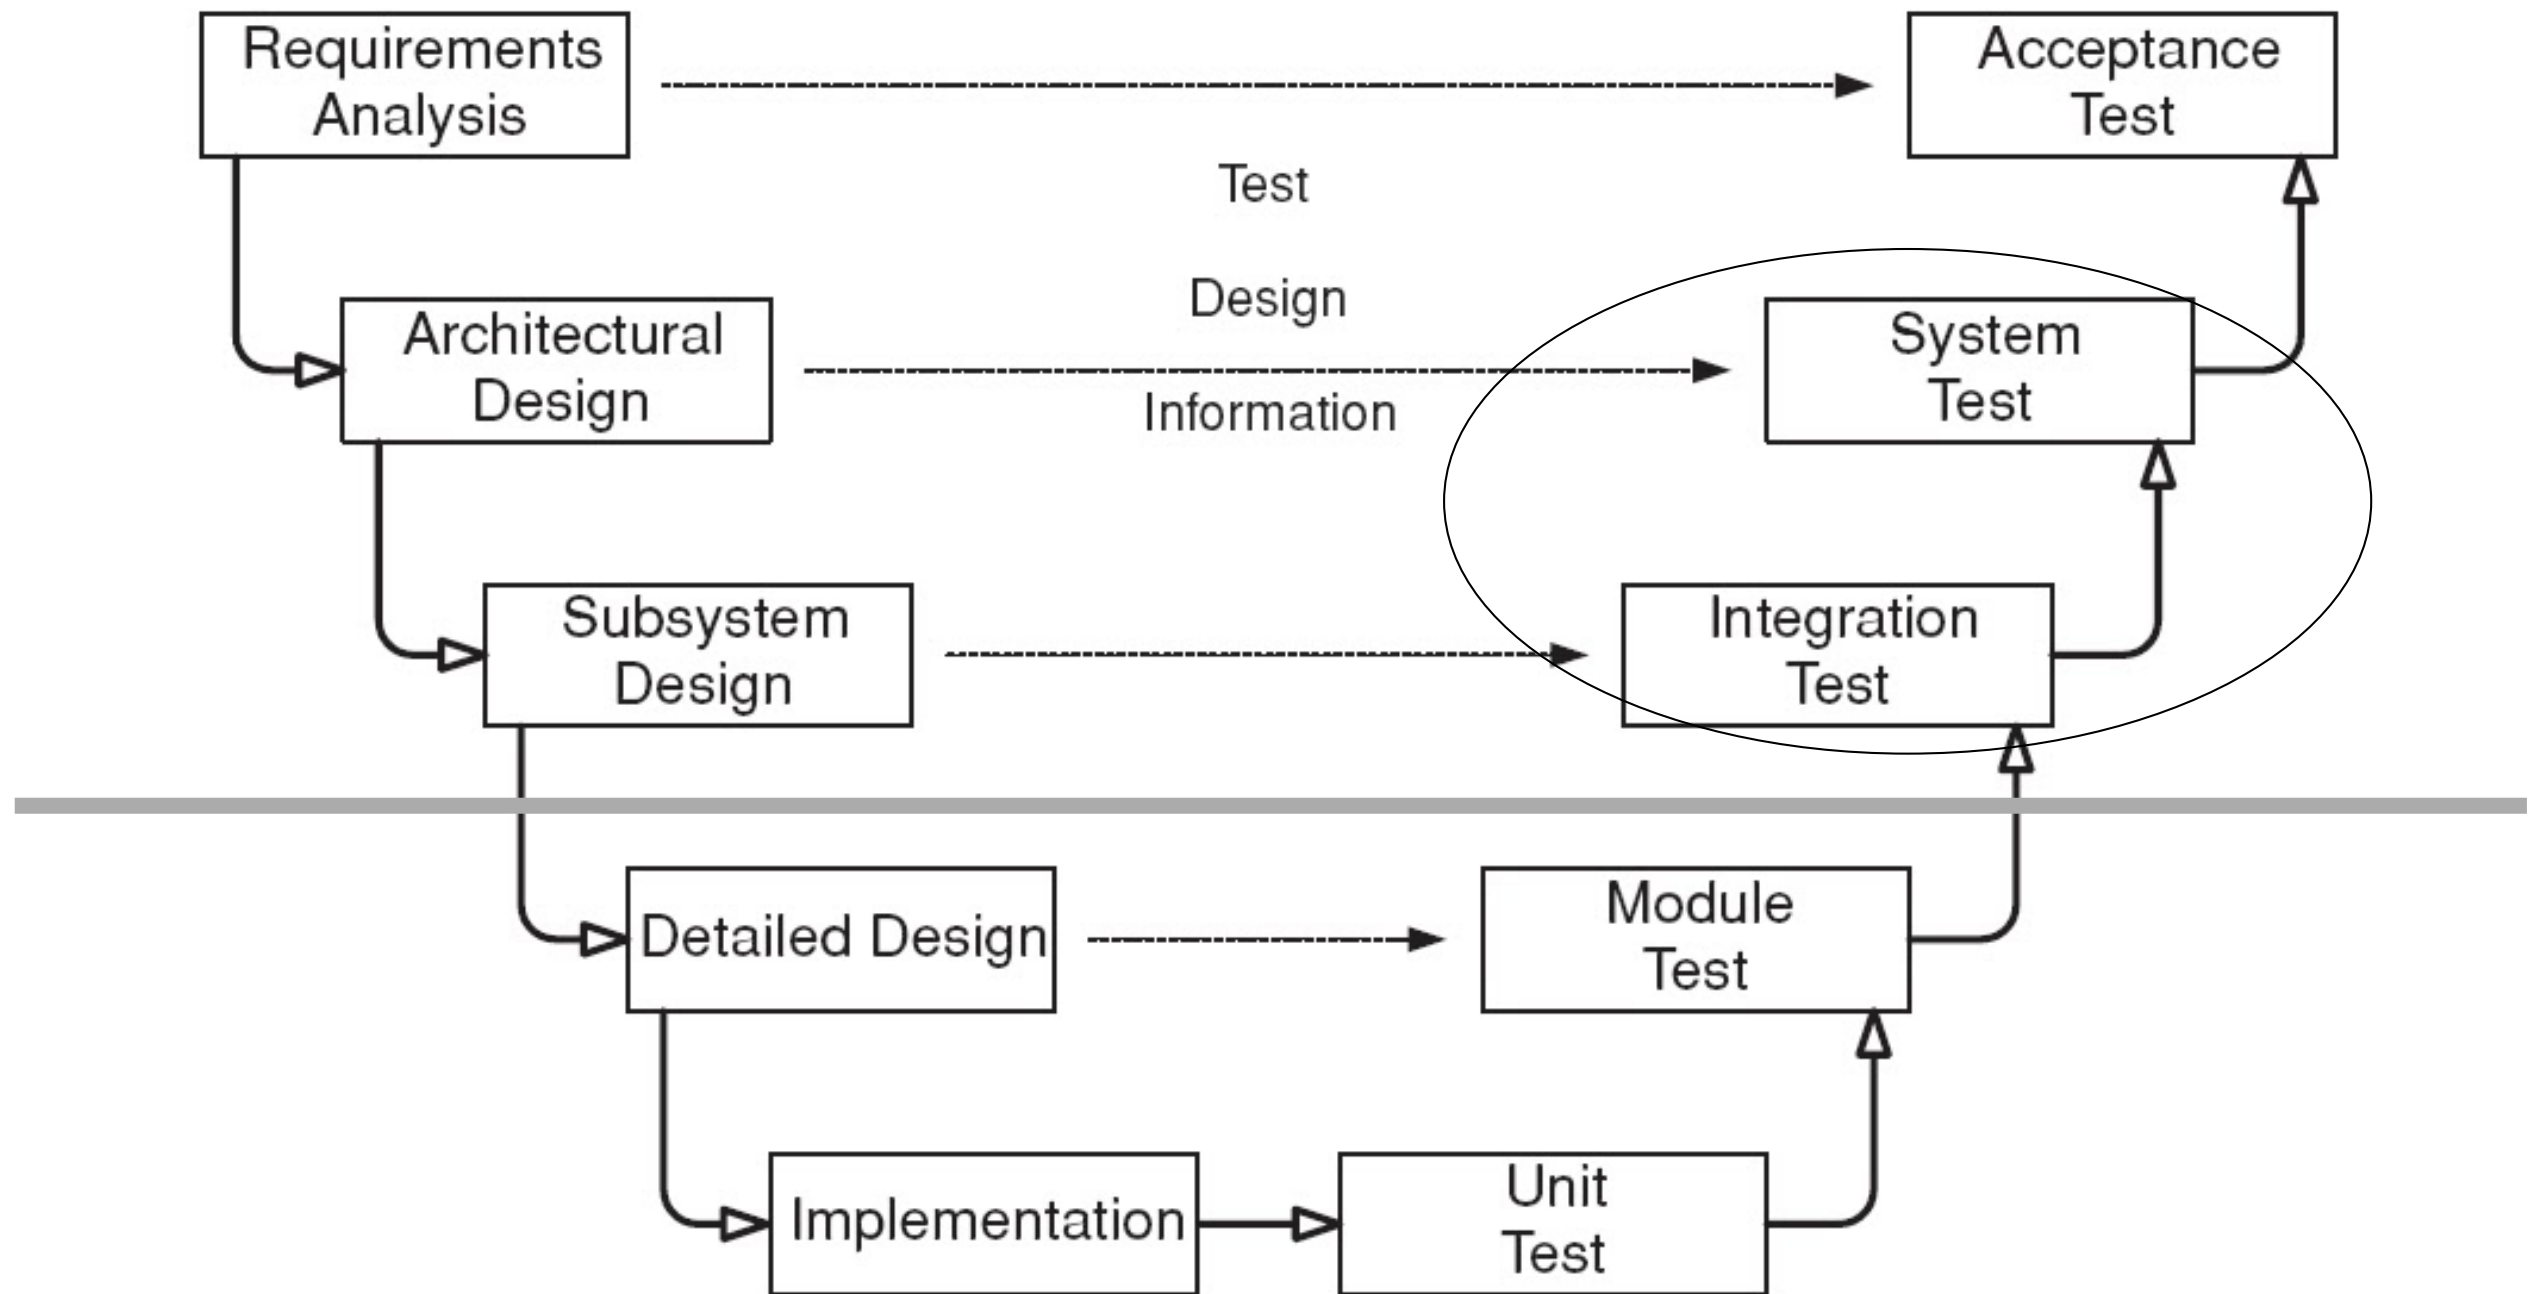 Requirements
Analysis
Acceptance
Test
Test
Design
Information
Architectural
Design
System
Test
Subsystem
Design
Integration
Test
Detailed Design
Module
Test
Implementation
Unit
Test